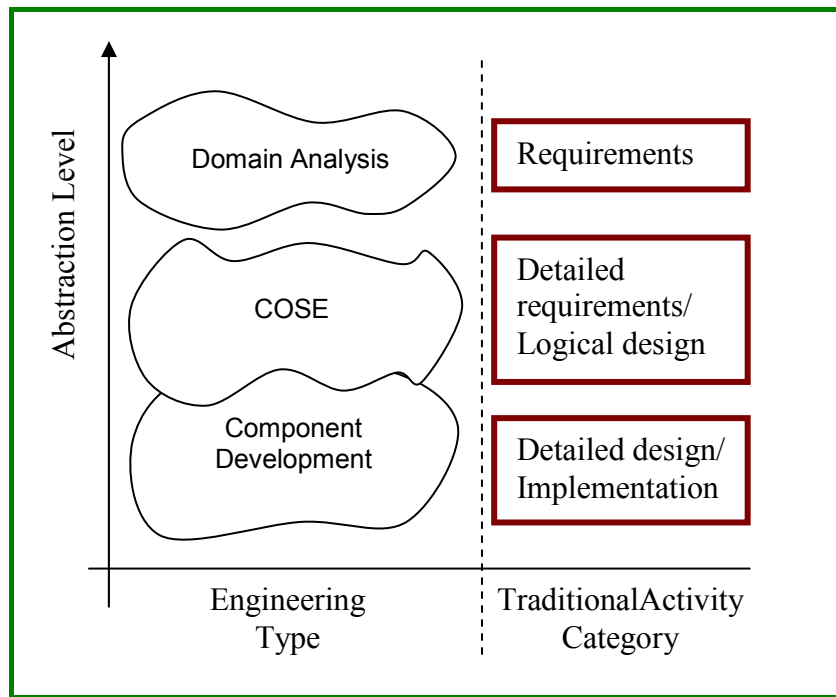 Abstraction Level
Domain Analysis
Requirements
COSE
Detailed
requirements/
Logical design
Component
Development
Detailed design/
Implementation
Engineering
Type
TraditionalActivity
Category